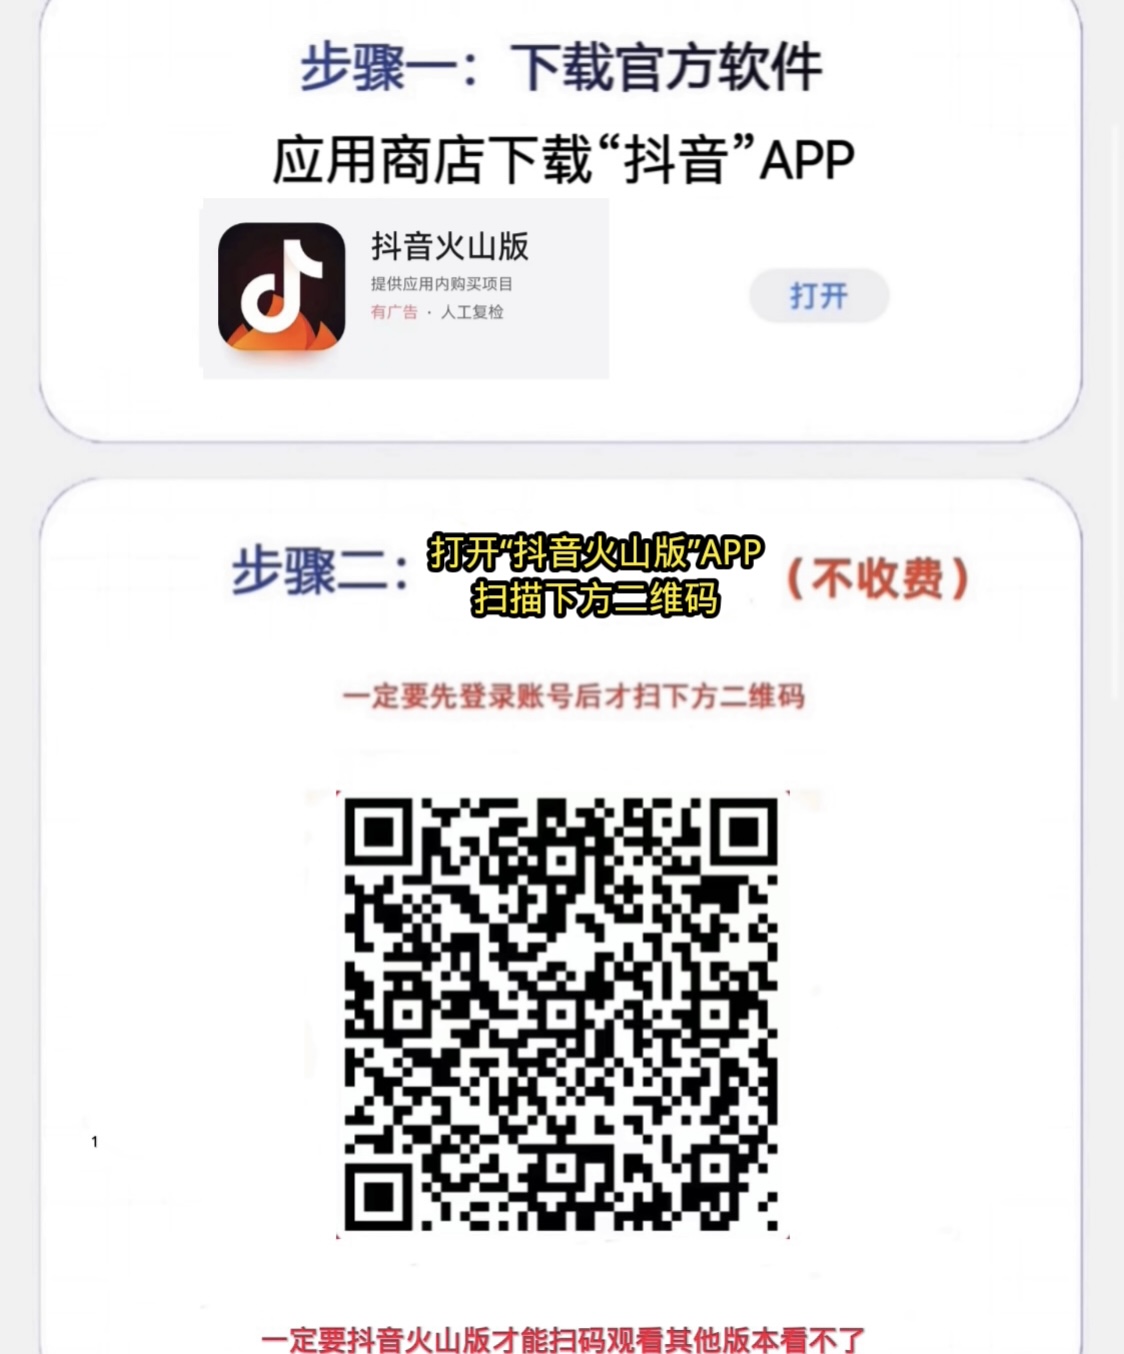 步骤一：下载官方软件
应用商店下载“抖音”APP
抖音火山版
提供应用内购买项目
有广告 · 人工复检
打开
步骤二：
打开“抖音火山版”APP
扫描下方二维码
（不收费）
一定要先登录账号后才扫下方二维码
1
一定要抖音火山版才能扫码观看其他版本看不了